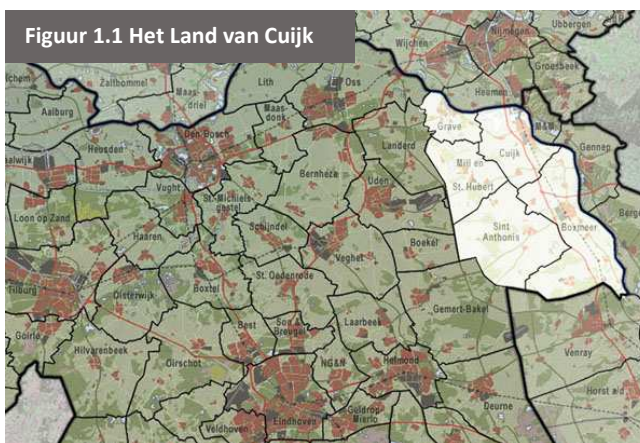 Figuur 1.1 Het Land van Cuijk
Ubbergen
Nijmegen
Wijchen
Groesbeek
Zaltbommel
Maas-
driel
Lith
Oss
Heumen
Aalburg
Maas-
donk
Grave
M&M
Heusden
Den Bosch
Landerd
Cuijk
Gennep
Mill en
St. Hubert
Bernheze
Uden
Vught
St.-Michiels-
gestel
Loon op Zand
Haaren
Schijndel
Sint
Anthonis
Boxmeer
Boekel
Veghel
Tilburg
Oisterwijk
Boxtel
St. Oedenrode
Gemert-Bakel
Goirle
Best
Son &
Breugel
Laarbeek
Hilvarenbeek
Oirschot
NG&N
Helmond
Venray
Geldrop
Mierlo
Deurne
Veldhoven
Eindhoven